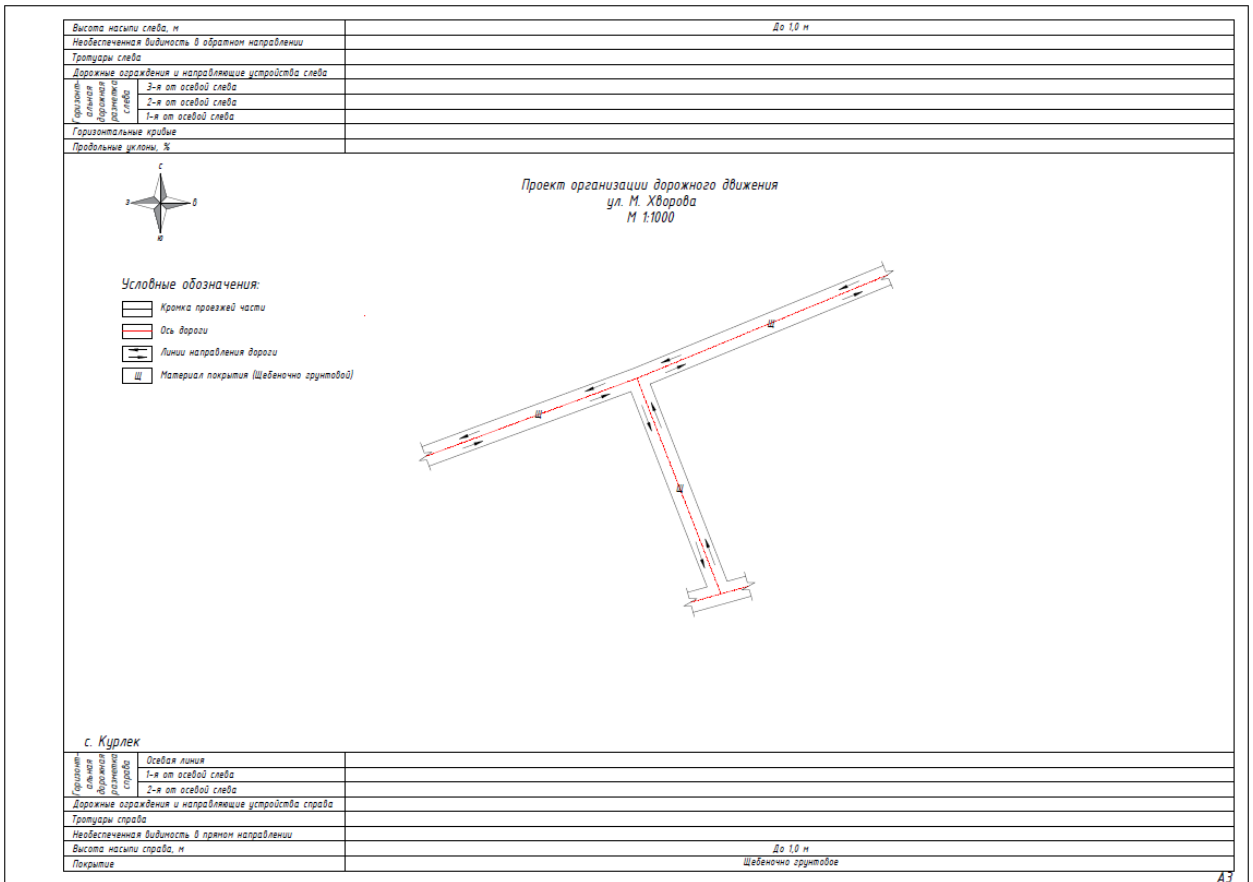 Высота насыпи слева, м
До 1,0 м
Необеспеченная видимость в обратном направлении
Тротуары слева
Дорожные ограждения и направляющие устройства слева
Горизонт-
альная
дорожная
разметка
слева
3-я от осевой слева
2-я от осевой слева
1-я от осевой слева
Горизонтальные кривые
Продольные уклоны, %
с
з
в
ю
Проект организации дорожного движения
ул. М. Хворова
М 1:1000
Условные обозначения:
Кромка проезжей части
Ось дороги
Линии направления дороги
Щ
Материал покрытия (Щебеночно грунтовой)
Щ
Щ
Щ
с. Курлек
Горизонт-
альная
дорожная
разметка
справа
Осевая линия
1-я от осевой слева
2-я от осевой слева
Дорожные ограждения и направляющие устройства справа
Тротуары справа
Необеспеченная видимость в прямом направлении
Высота насыпи справа, м
До 1,0 м
Покрытие
Щебеночно грунтовое
А3